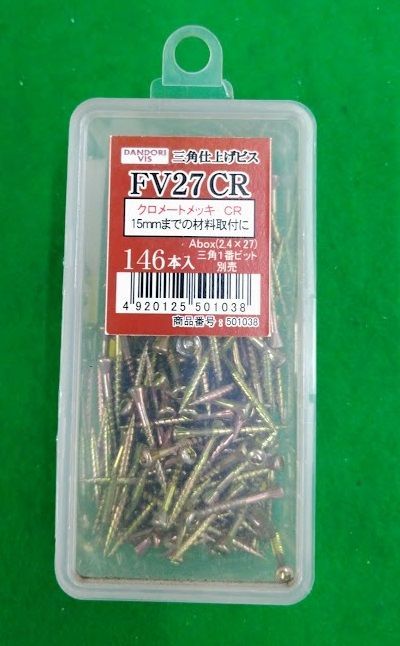 DANDORI VIS 三角仕上げビス
FV27CR
クロメートメッキ CR
15mmまでの材料取付に
Abox(2.4×27)
146本入 三角1番ビット
別売
4 920125 501038
商品番号：501038